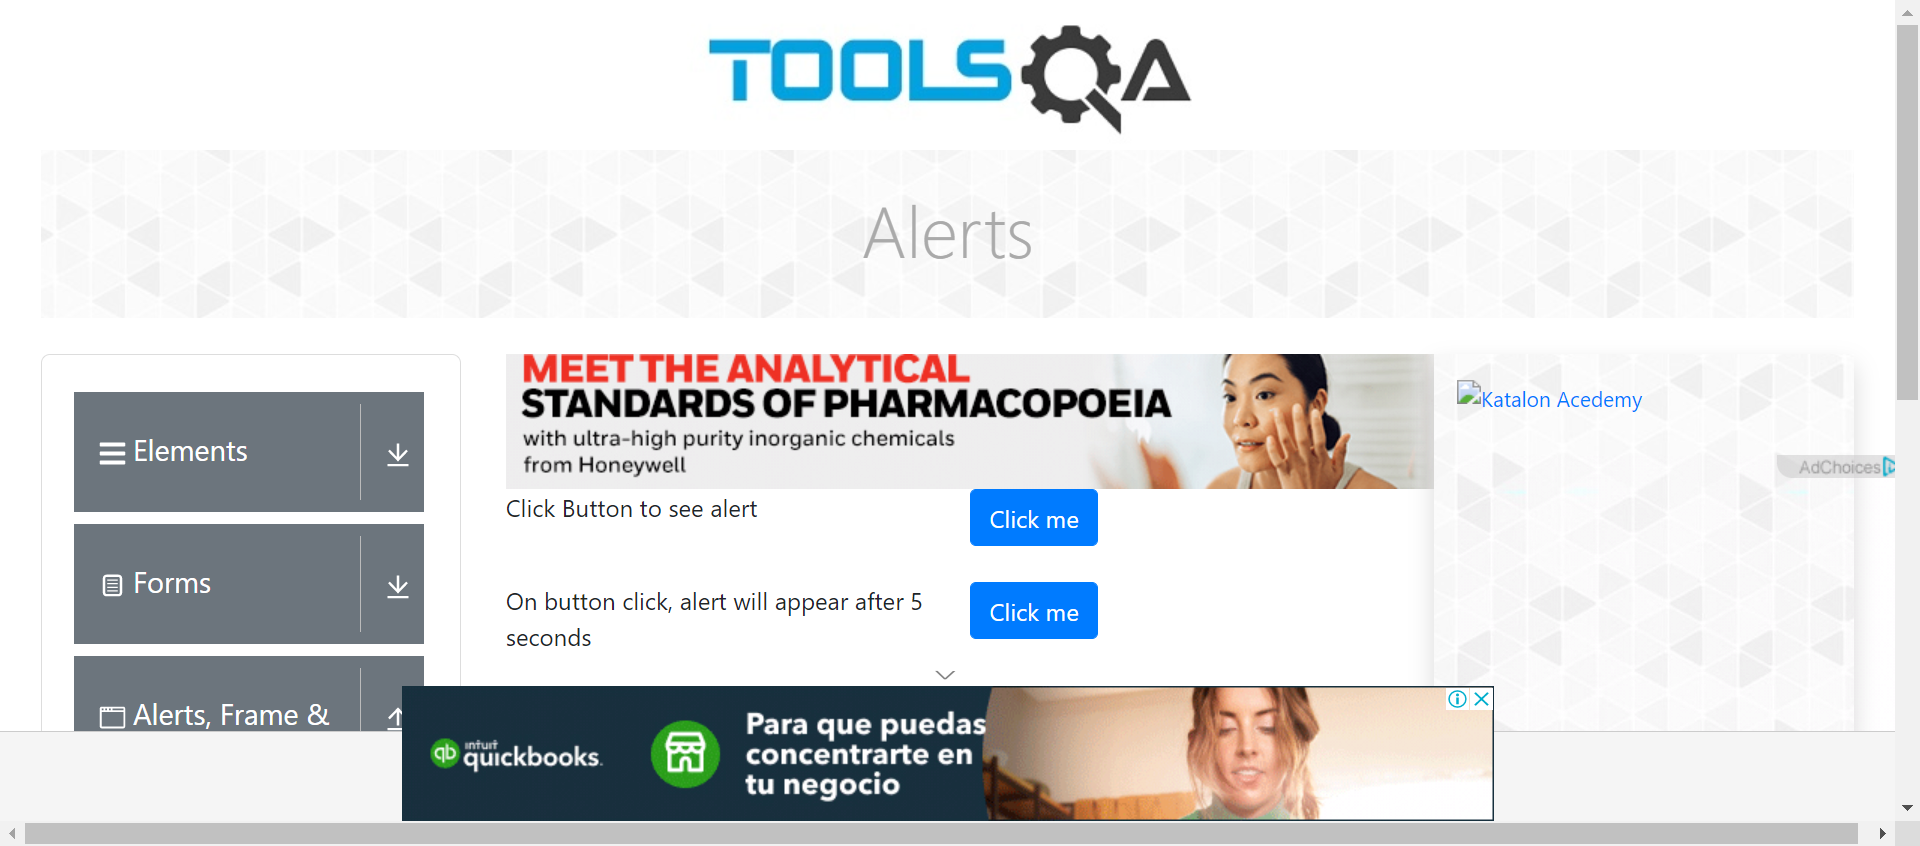 TOOLSQA
Alerts
Elements
Forms
Alerts, Frame &
MEET THE ANALYTICAL
STANDARDS OF PHARMACOPOEIA
with ultra-high purity inorganic chemicals
from Honeywell
Click Button to see alert
Click me
On button click, alert will appear after 5
seconds
Click me
Katalon Acedemy
AdChoices
qb intuit
quickbooks.
Para que puedas
concentrarte en
tu negocio